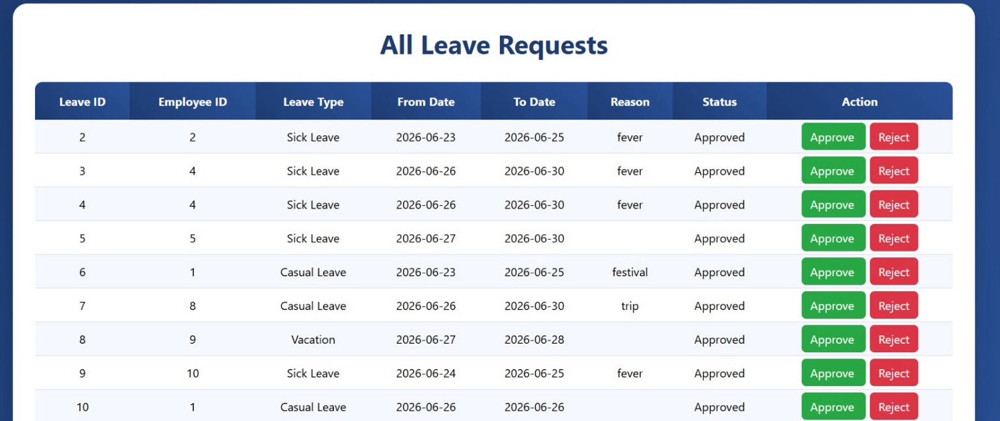 All Leave Requests
Leave ID Employee ID Leave Type From Date To Date Reason Status Action
2 2 Sick Leave 2026-06-23 2026-06-25 fever Approved Approve Reject
3 4 Sick Leave 2026-06-26 2026-06-30 fever Approved Approve Reject
4 4 Sick Leave 2026-06-26 2026-06-30 fever Approved Approve Reject
5 5 Sick Leave 2026-06-27 2026-06-30 Approved Approve Reject
6 1 Casual Leave 2026-06-23 2026-06-25 festival Approved Approve Reject
7 8 Casual Leave 2026-06-26 2026-06-30 trip Approved Approve Reject
8 9 Vacation 2026-06-27 2026-06-28 Approved Approve Reject
9 10 Sick Leave 2026-06-24 2026-06-25 fever Approved Approve Reject
10 1 Casual Leave 2026-06-26 2026-06-26 Approved Approve Reject